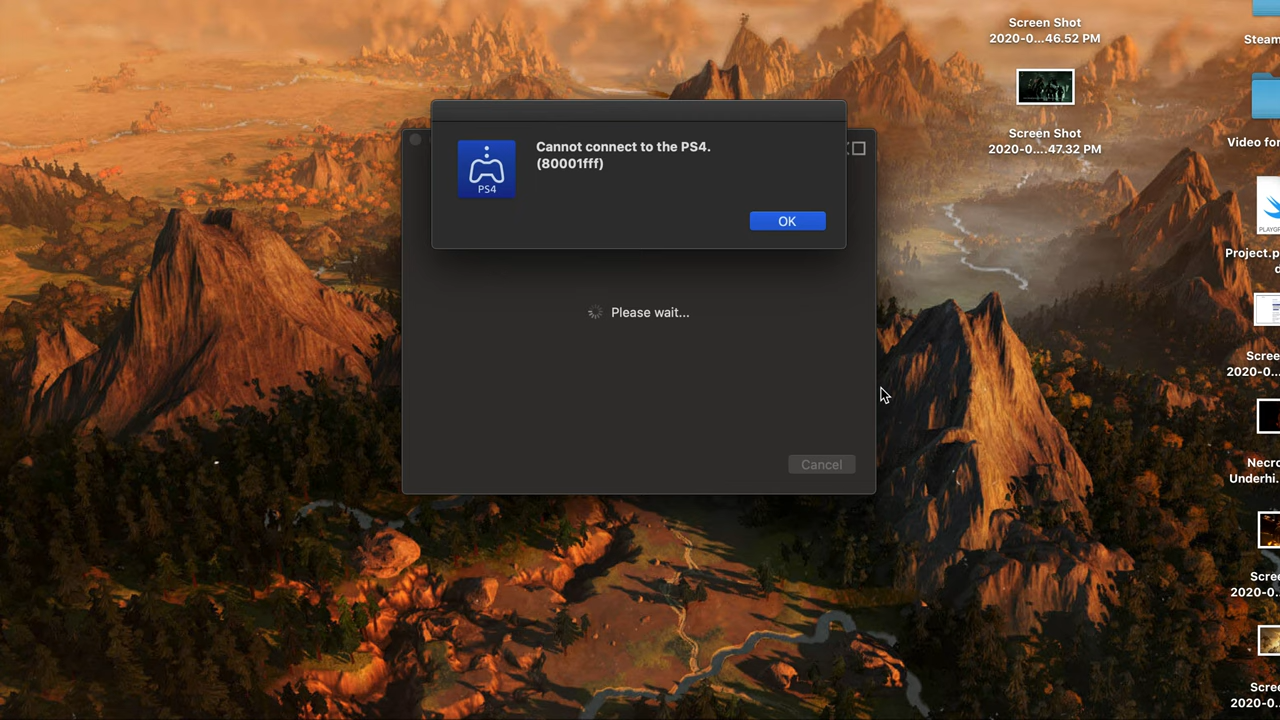 Screen Shot
2020-0...46.52 PM
Steam
Cannot connect to the PS4.
(80001fff)
PS4
OK
Screen Shot
2020-0....47.32 PM
Video for
Project.p
Please wait...
Scree
2020-0...
Cancel
Necro
Underhi...
Scree
2020-0...
Scree
2020-0...